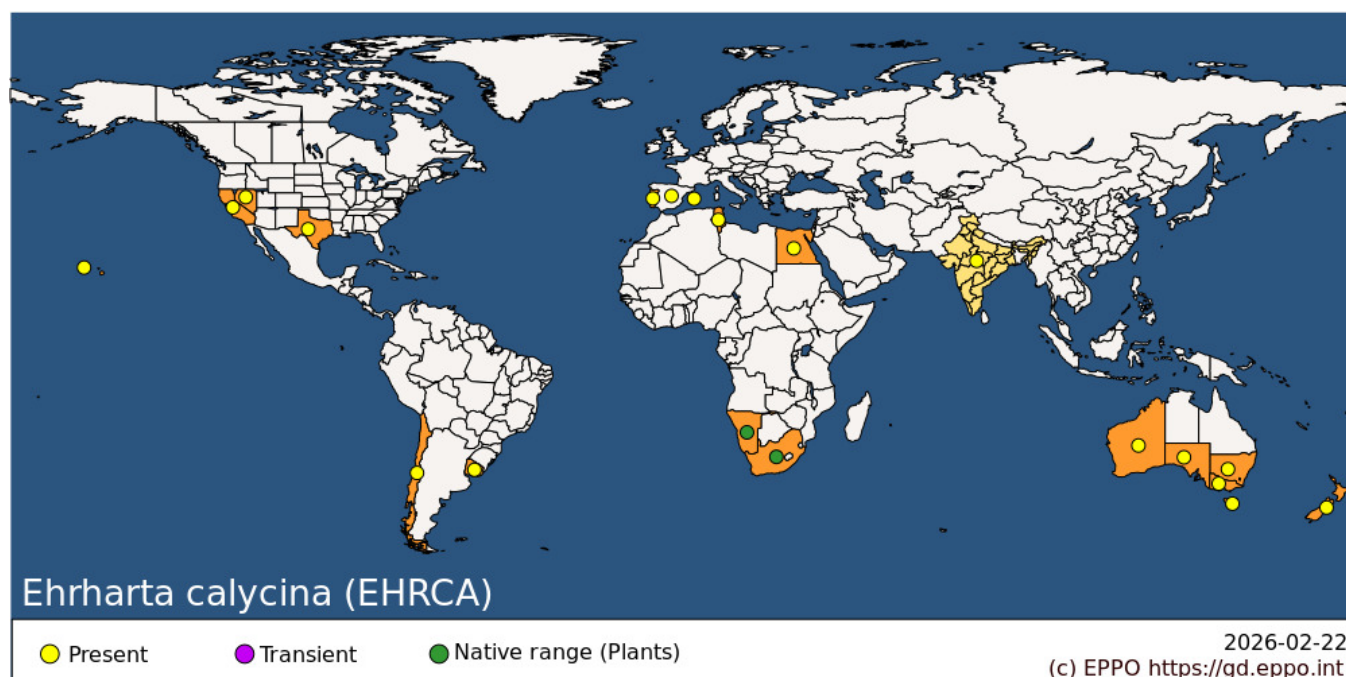 Ehrharta calycina (EHRCA)
Present
Transient
Native range (Plants)
2026-02-22
(c) EPPO https://gd.eppo.int